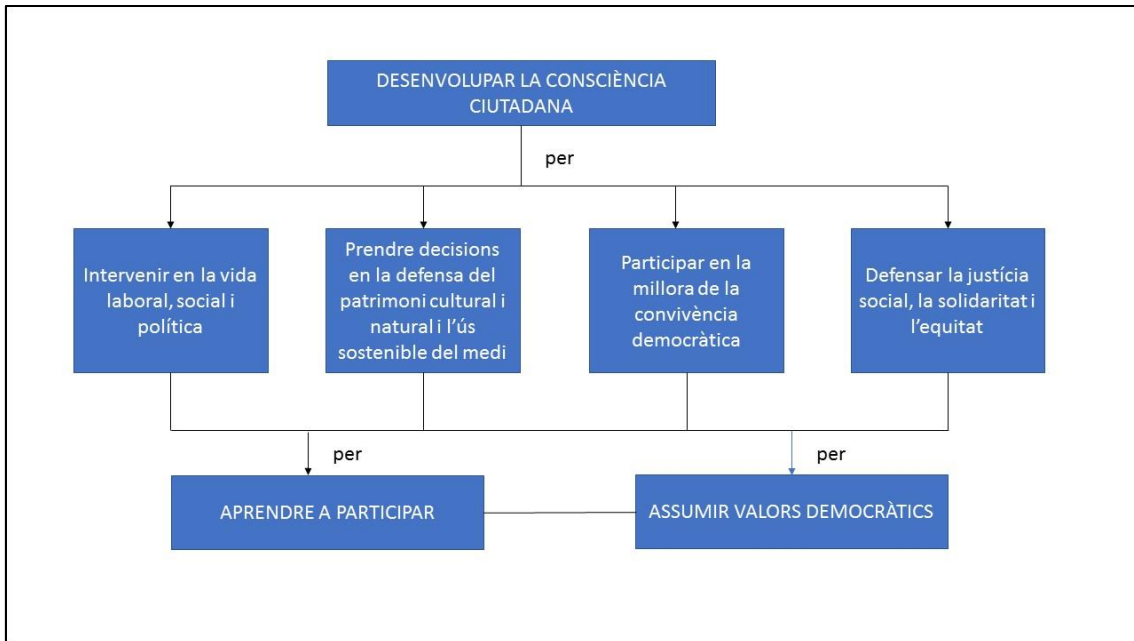 DESENVOLUPAR LA CONSCIÈNCIA
CIUTADANA
per
Intervenir en la vida
laboral, social i
política
Prendre decisions
en la defensa del
patrimoni cultural i
natural i l’ús
sostenible del medi
Participar en la
millora de la
convivència
democràtica
Defensar la justícia
social, la solidaritat i
l’equitat
per
per
APRENDRE A PARTICIPAR
ASSUMIR VALORS DEMOCRÀTICS